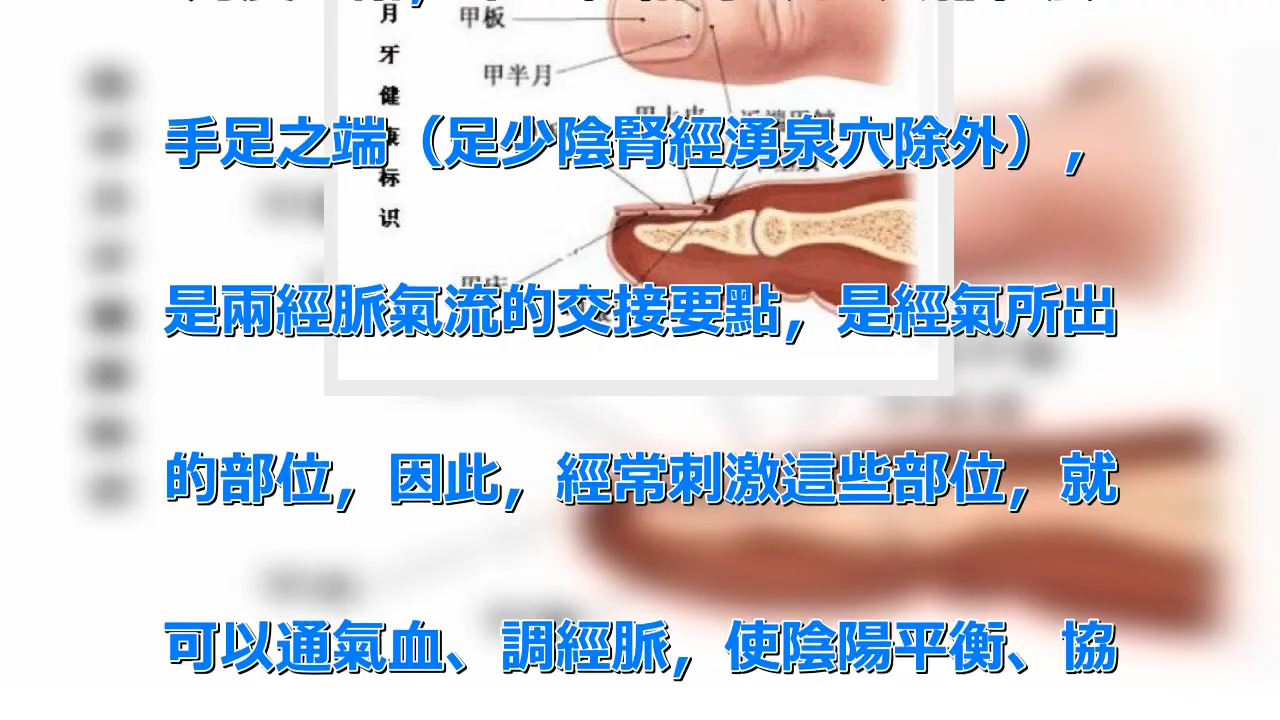 月牙健康标识
甲板
甲半月
手足之端（足少陰腎經湧泉穴除外），
是兩經脈氣流的交接要點，是經氣所出
的部位，因此，經常刺激這些部位，就
可以通氣血、調經脈，使陰陽平衡、協